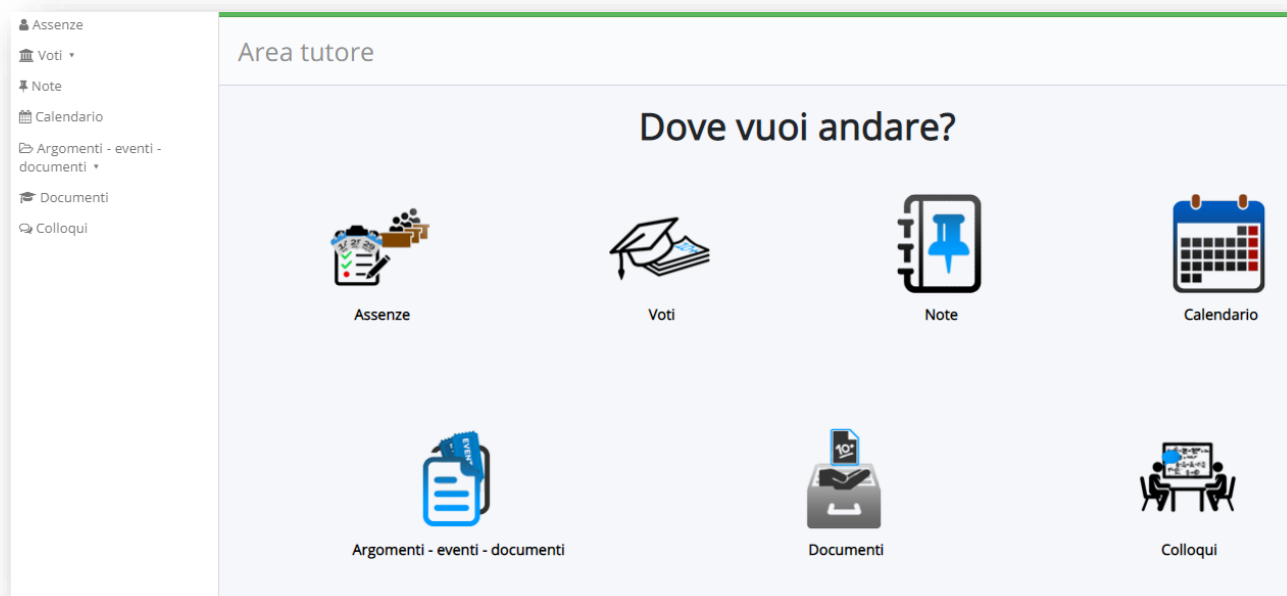 Assenze
Voti
Note
Calendario
Argomenti - eventi -
documenti
Documenti
Colloqui
Area tutore
Dove vuoi andare?
Assenze
Voti
Note
Calendario
EVEN
Argomenti - eventi - documenti
Documenti
Colloqui